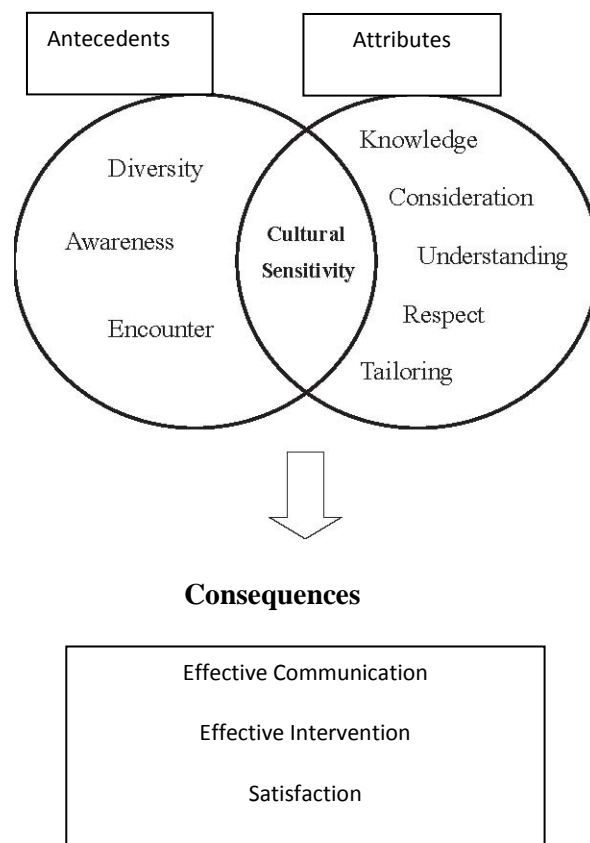 Antecedents
Attributes
Diversity
Awareness
Encounter
Cultural
Sensitivity
Knowledge
Consideration
Understanding
Respect
Tailoring
Consequences
Effective Communication
Effective Intervention
Satisfaction